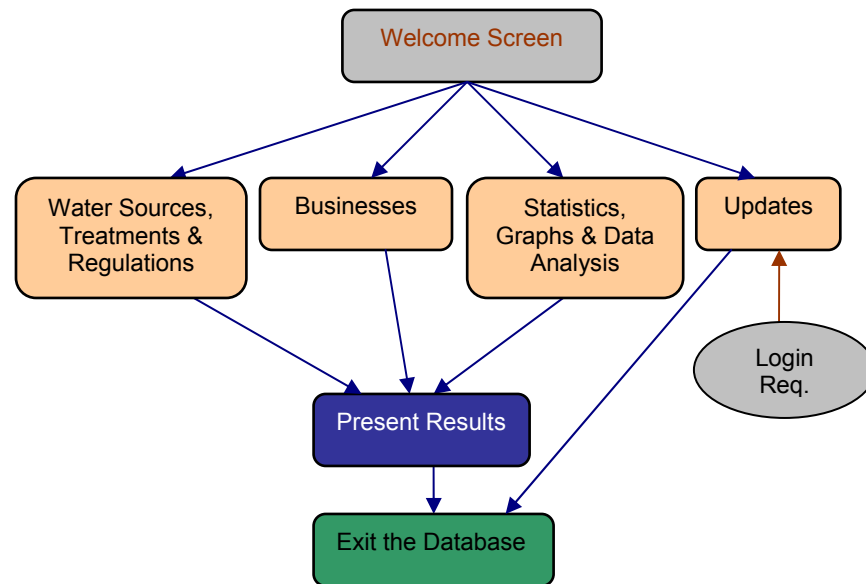 Welcome Screen
Water Sources,
Treatments &
Regulations
Businesses
Statistics,
Graphs & Data
Analysis
Updates
Login
Req.
Present Results
Exit the Database